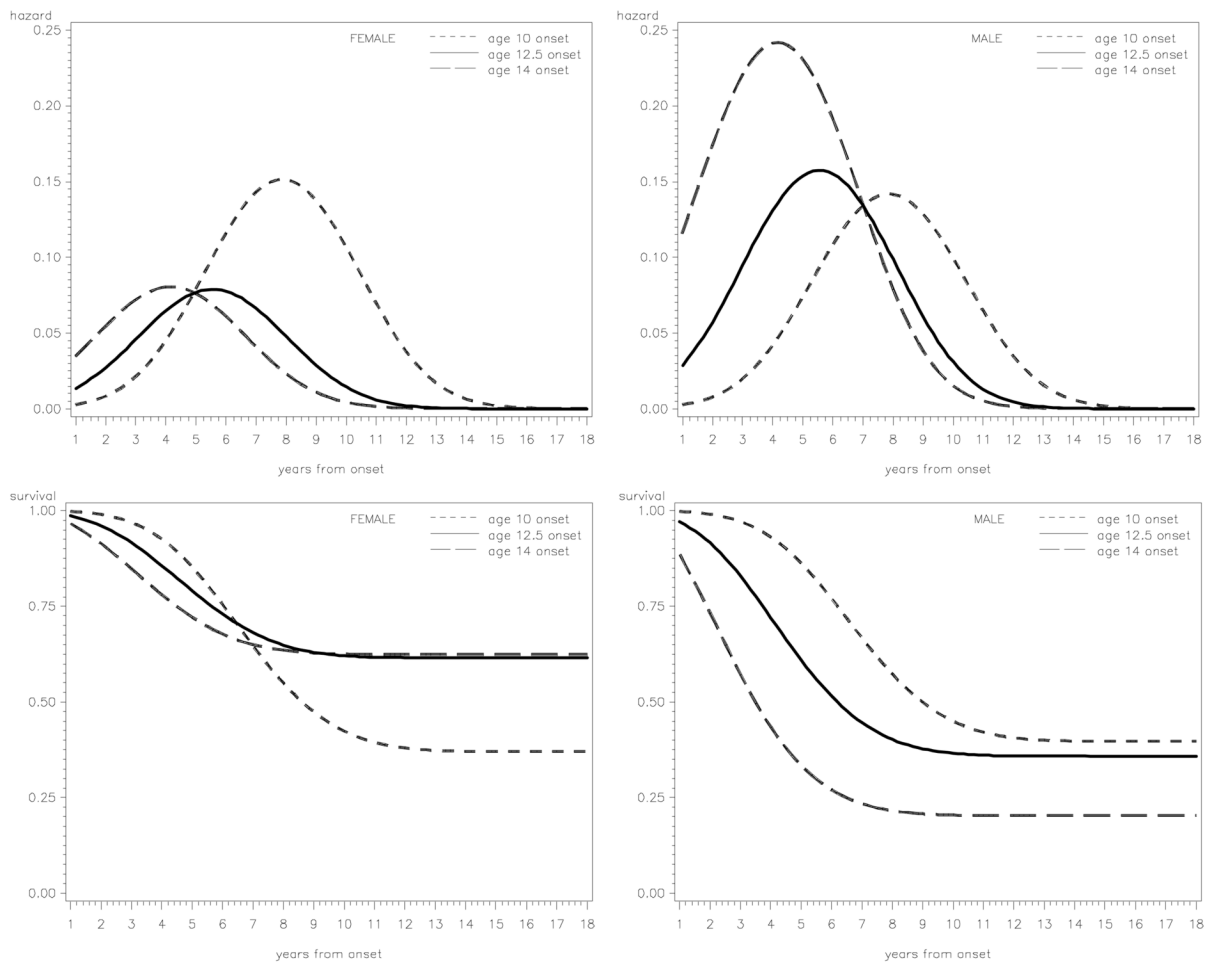 hazard
0.25
0.20
0.15
0.10
0.05
0.00
FEMALE
age 10 onset
age 12.5 onset
age 14 onset
1 2 3 4 5 6 7 8 9 10 11 12 13 14 15 16 17 18
years from onset
hazard
0.25
0.20
0.15
0.10
0.05
0.00
MALE
age 10 onset
age 12.5 onset
age 14 onset
1 2 3 4 5 6 7 8 9 10 11 12 13 14 15 16 17 18
years from onset
survival
1.00
0.75
0.50
0.25
0.00
FEMALE
age 10 onset
age 12.5 onset
age 14 onset
1 2 3 4 5 6 7 8 9 10 11 12 13 14 15 16 17 18
years from onset
survival
1.00
0.75
0.50
0.25
0.00
MALE
age 10 onset
age 12.5 onset
age 14 onset
1 2 3 4 5 6 7 8 9 10 11 12 13 14 15 16 17 18
years from onset